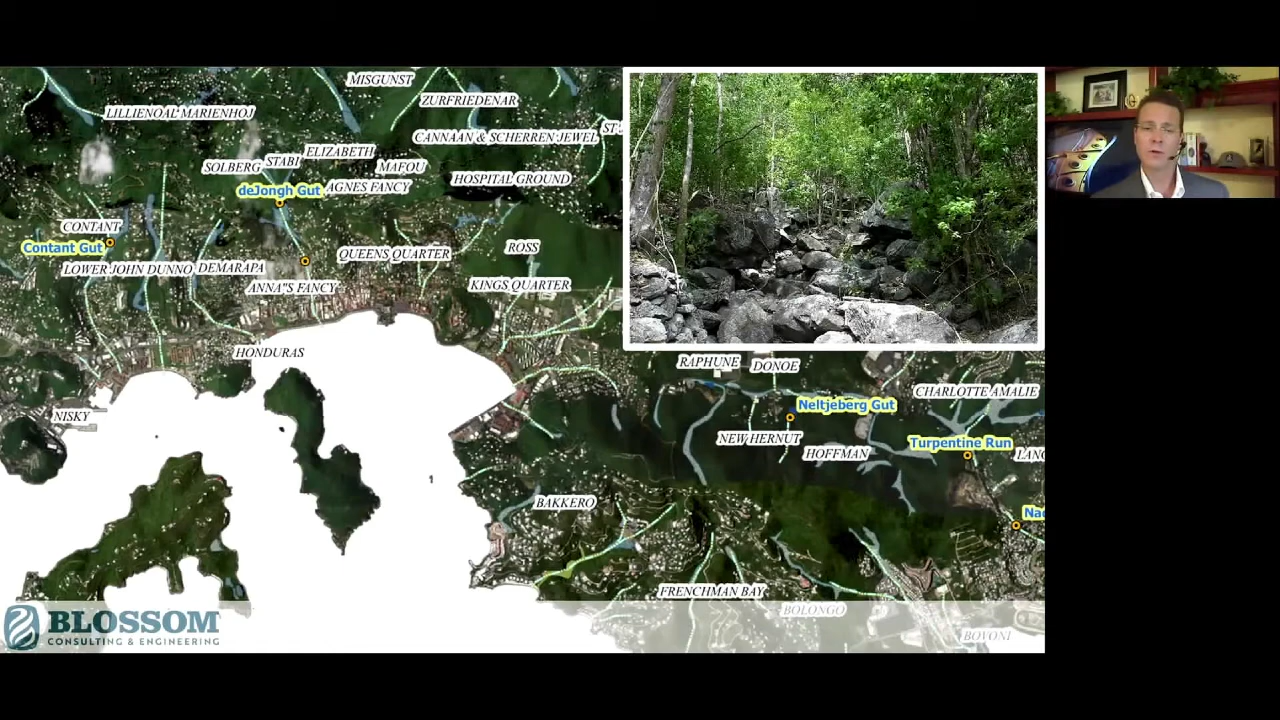 MISGUNST
ZURFRIEDENAR
LILLIENOAL MARIENHOJ
CANNAAN & SCHERREN JEWEL
ELIZABETH
STABI
SOLBERG
MAFOU
deJongh Gut
AGNES FANCY
HOSPITAL GROUND
CONTANT
Contant Gut
ROSS
QUEENS QUARTER
LOWER JOHN DUNNO
DEMARAPA
ANNA"S FANCY
KINGS QUARTER
HONDURAS
RAPHUNE
DONOE
CHARLOTTE AMALIE
Neltjeberg Gut
NISKY
NEW HERNUT
Turpentine Run
HOFFMAN
BAKKERO
FRENCHMAN BAY
BOLONGO
BOVONI
BLOSSOM
CONSULTING & ENGINEERING